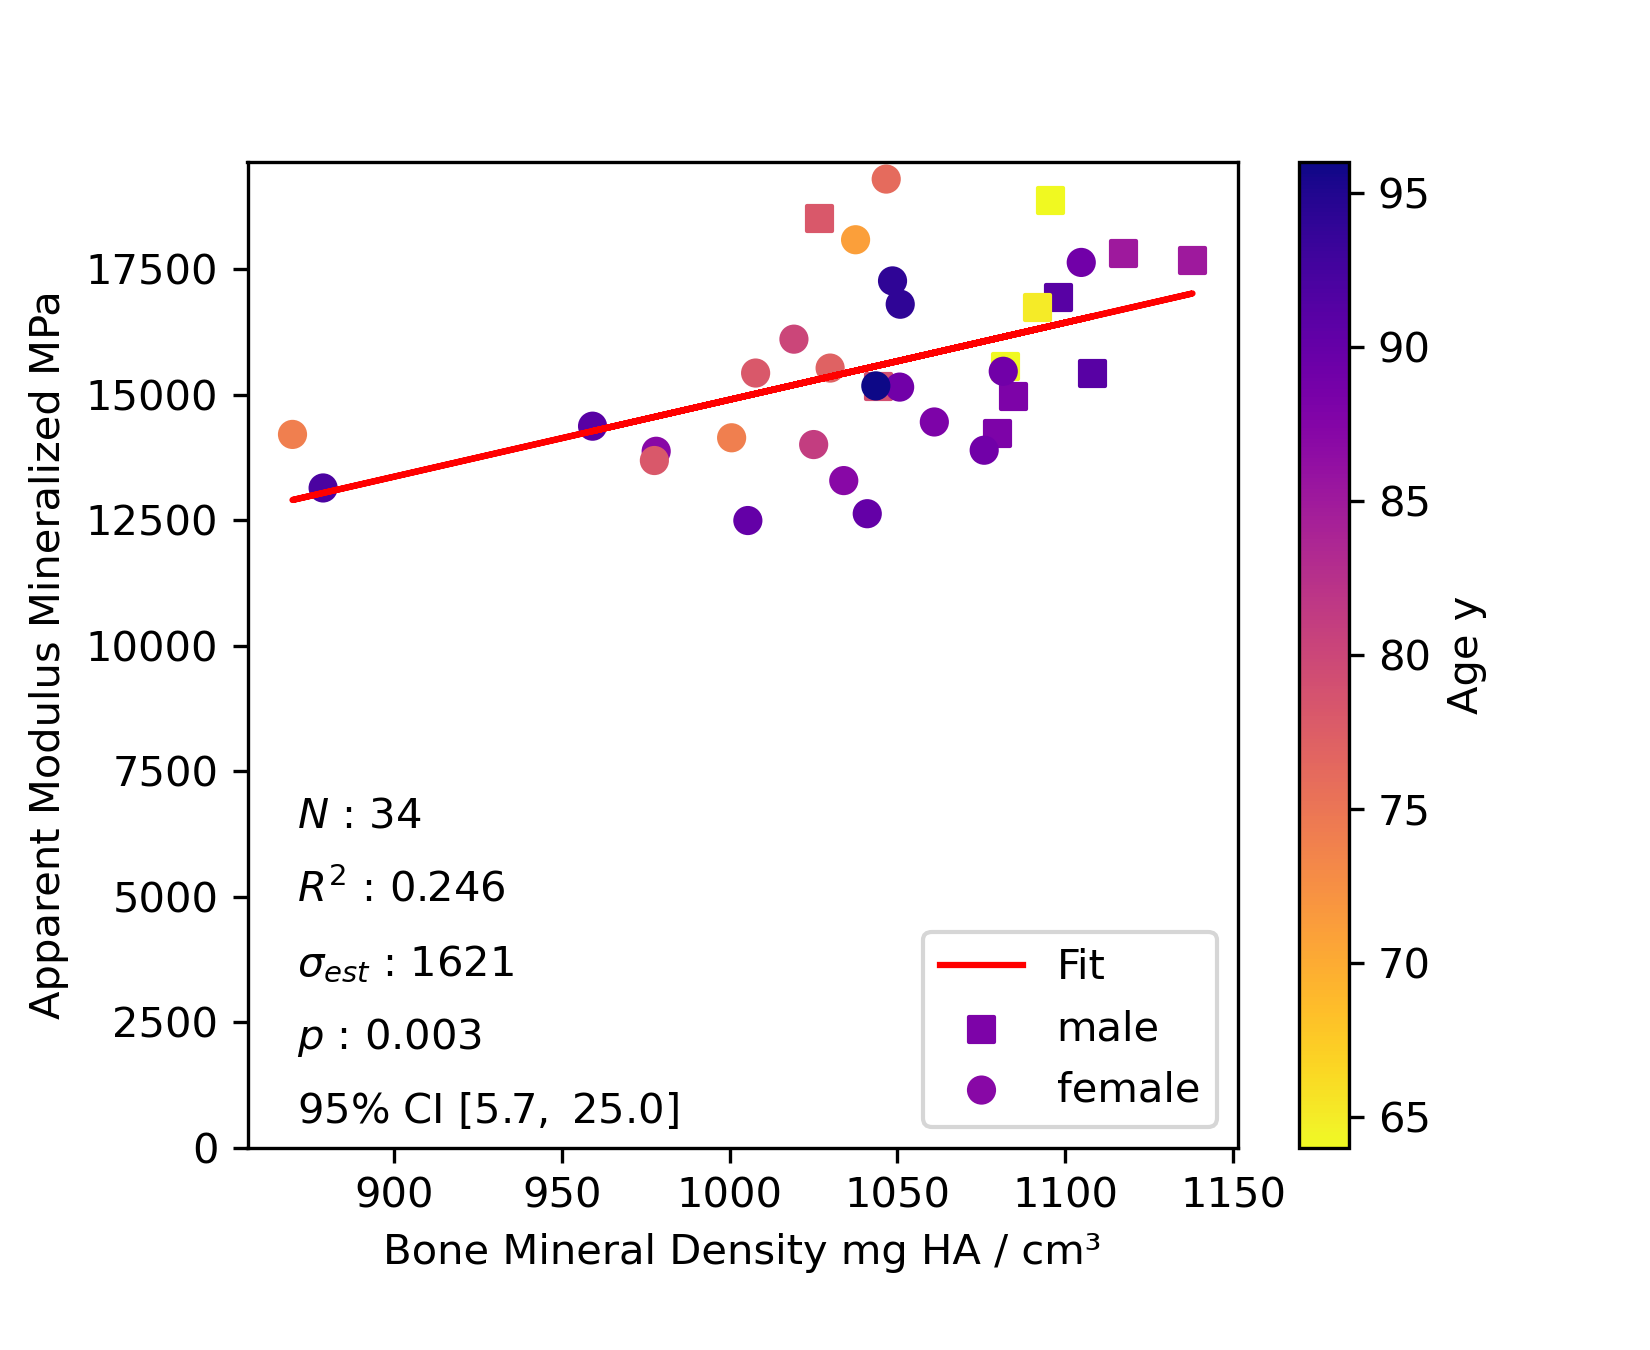 17500
15000
12500
10000
7500
5000
2500
0
Apparent Modulus Mineralized MPa
N : 34
R² : 0.246
σest : 1621
p : 0.003
95% CI [5.7, 25.0]
Fit
male
female
900 950 1000 1050 1100 1150
Bone Mineral Density mg HA / cm³
95
90
85
80
75
70
65
Age y